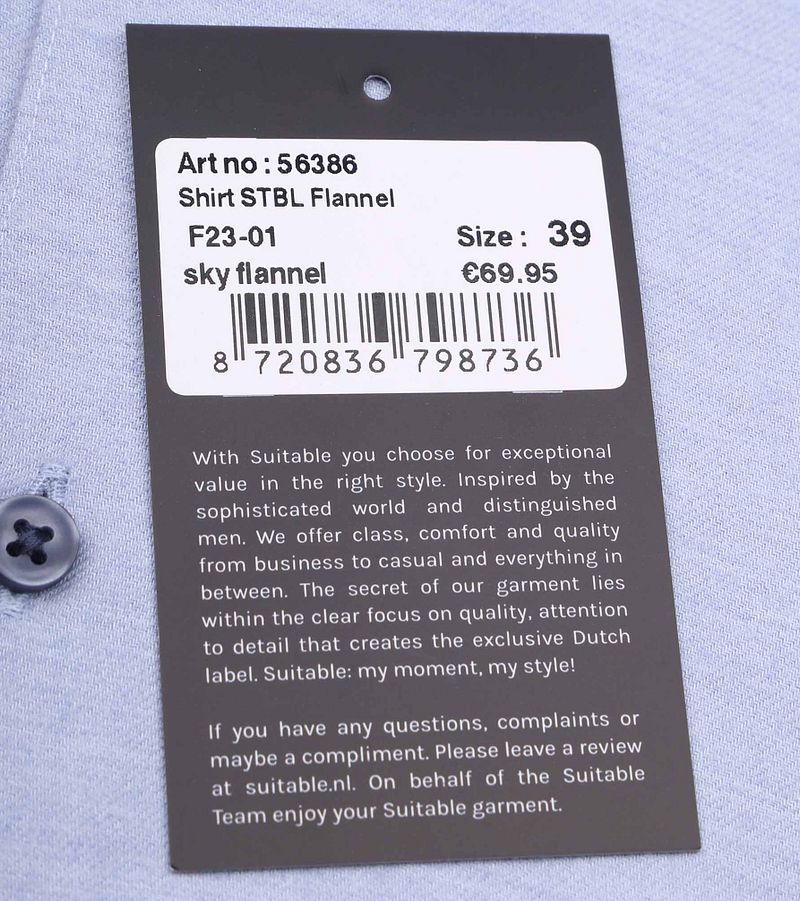 Art no : 56386
Shirt STBL Flannel
F23-01 Size : 39
sky flannel €69.95
8 720836 798736
With Suitable you choose for exceptional
value in the right style. Inspired by the
sophisticated world and distinguished
men. We offer class, comfort and quality
from business to casual and everything in
between. The secret of our garment lies
within the clear focus on quality, attention
to detail that creates the exclusive Dutch
label. Suitable: my moment, my style!
If you have any questions, complaints or
maybe a compliment. Please leave a review
at suitable.nl. On behalf of the Suitable
Team enjoy your Suitable garment.